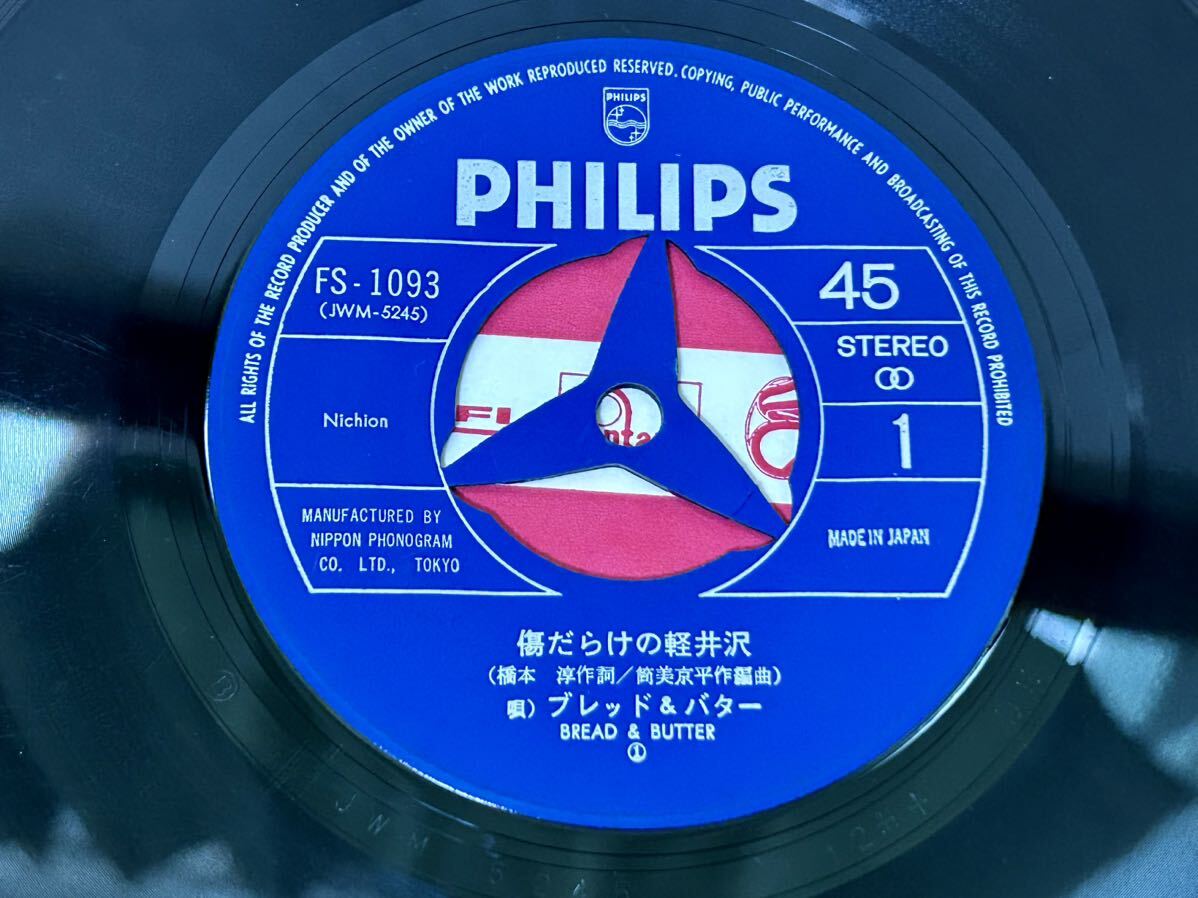 ALL RIGHTS OF THE RECORD PRODUCER AND OF THE OWNER OF THE WORK REPRODUCED RESERVED. COPYING, PUBLIC PERFORMANCE AND BROADCASTING OF THIS RECORD PROHIBITED
PHILIPS
PHILIPS
FS-1093
(JWM-5245)
45
STEREO
Nichion
1
MANUFACTURED BY
NIPPON PHONOGRAM
CO. LTD., TOKYO
MADE IN JAPAN
傷だらけの軽井沢
(橋本 淳作詞/筒美京平作編曲)
唄) ブレッド&バター
BREAD & BUTTER
①